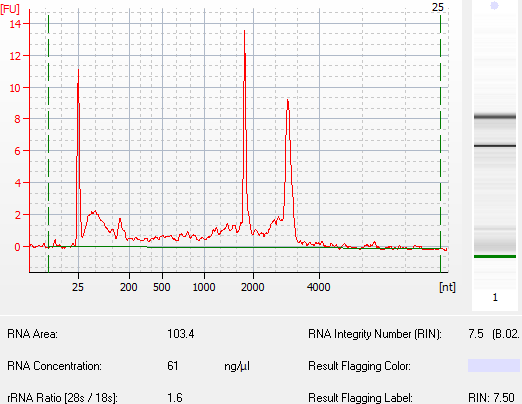 [FU]
25
14
12
10
8
6
4
2
0
25 200 500 1000 2000 4000 [nt]
1
RNA Area: 103.4 RNA Integrity Number (RIN): 7.5 (B.02.
RNA Concentration: 61 ng/µl Result Flagging Color:
rRNA Ratio [28s / 18s]: 1.6 Result Flagging Label: RIN: 7.50